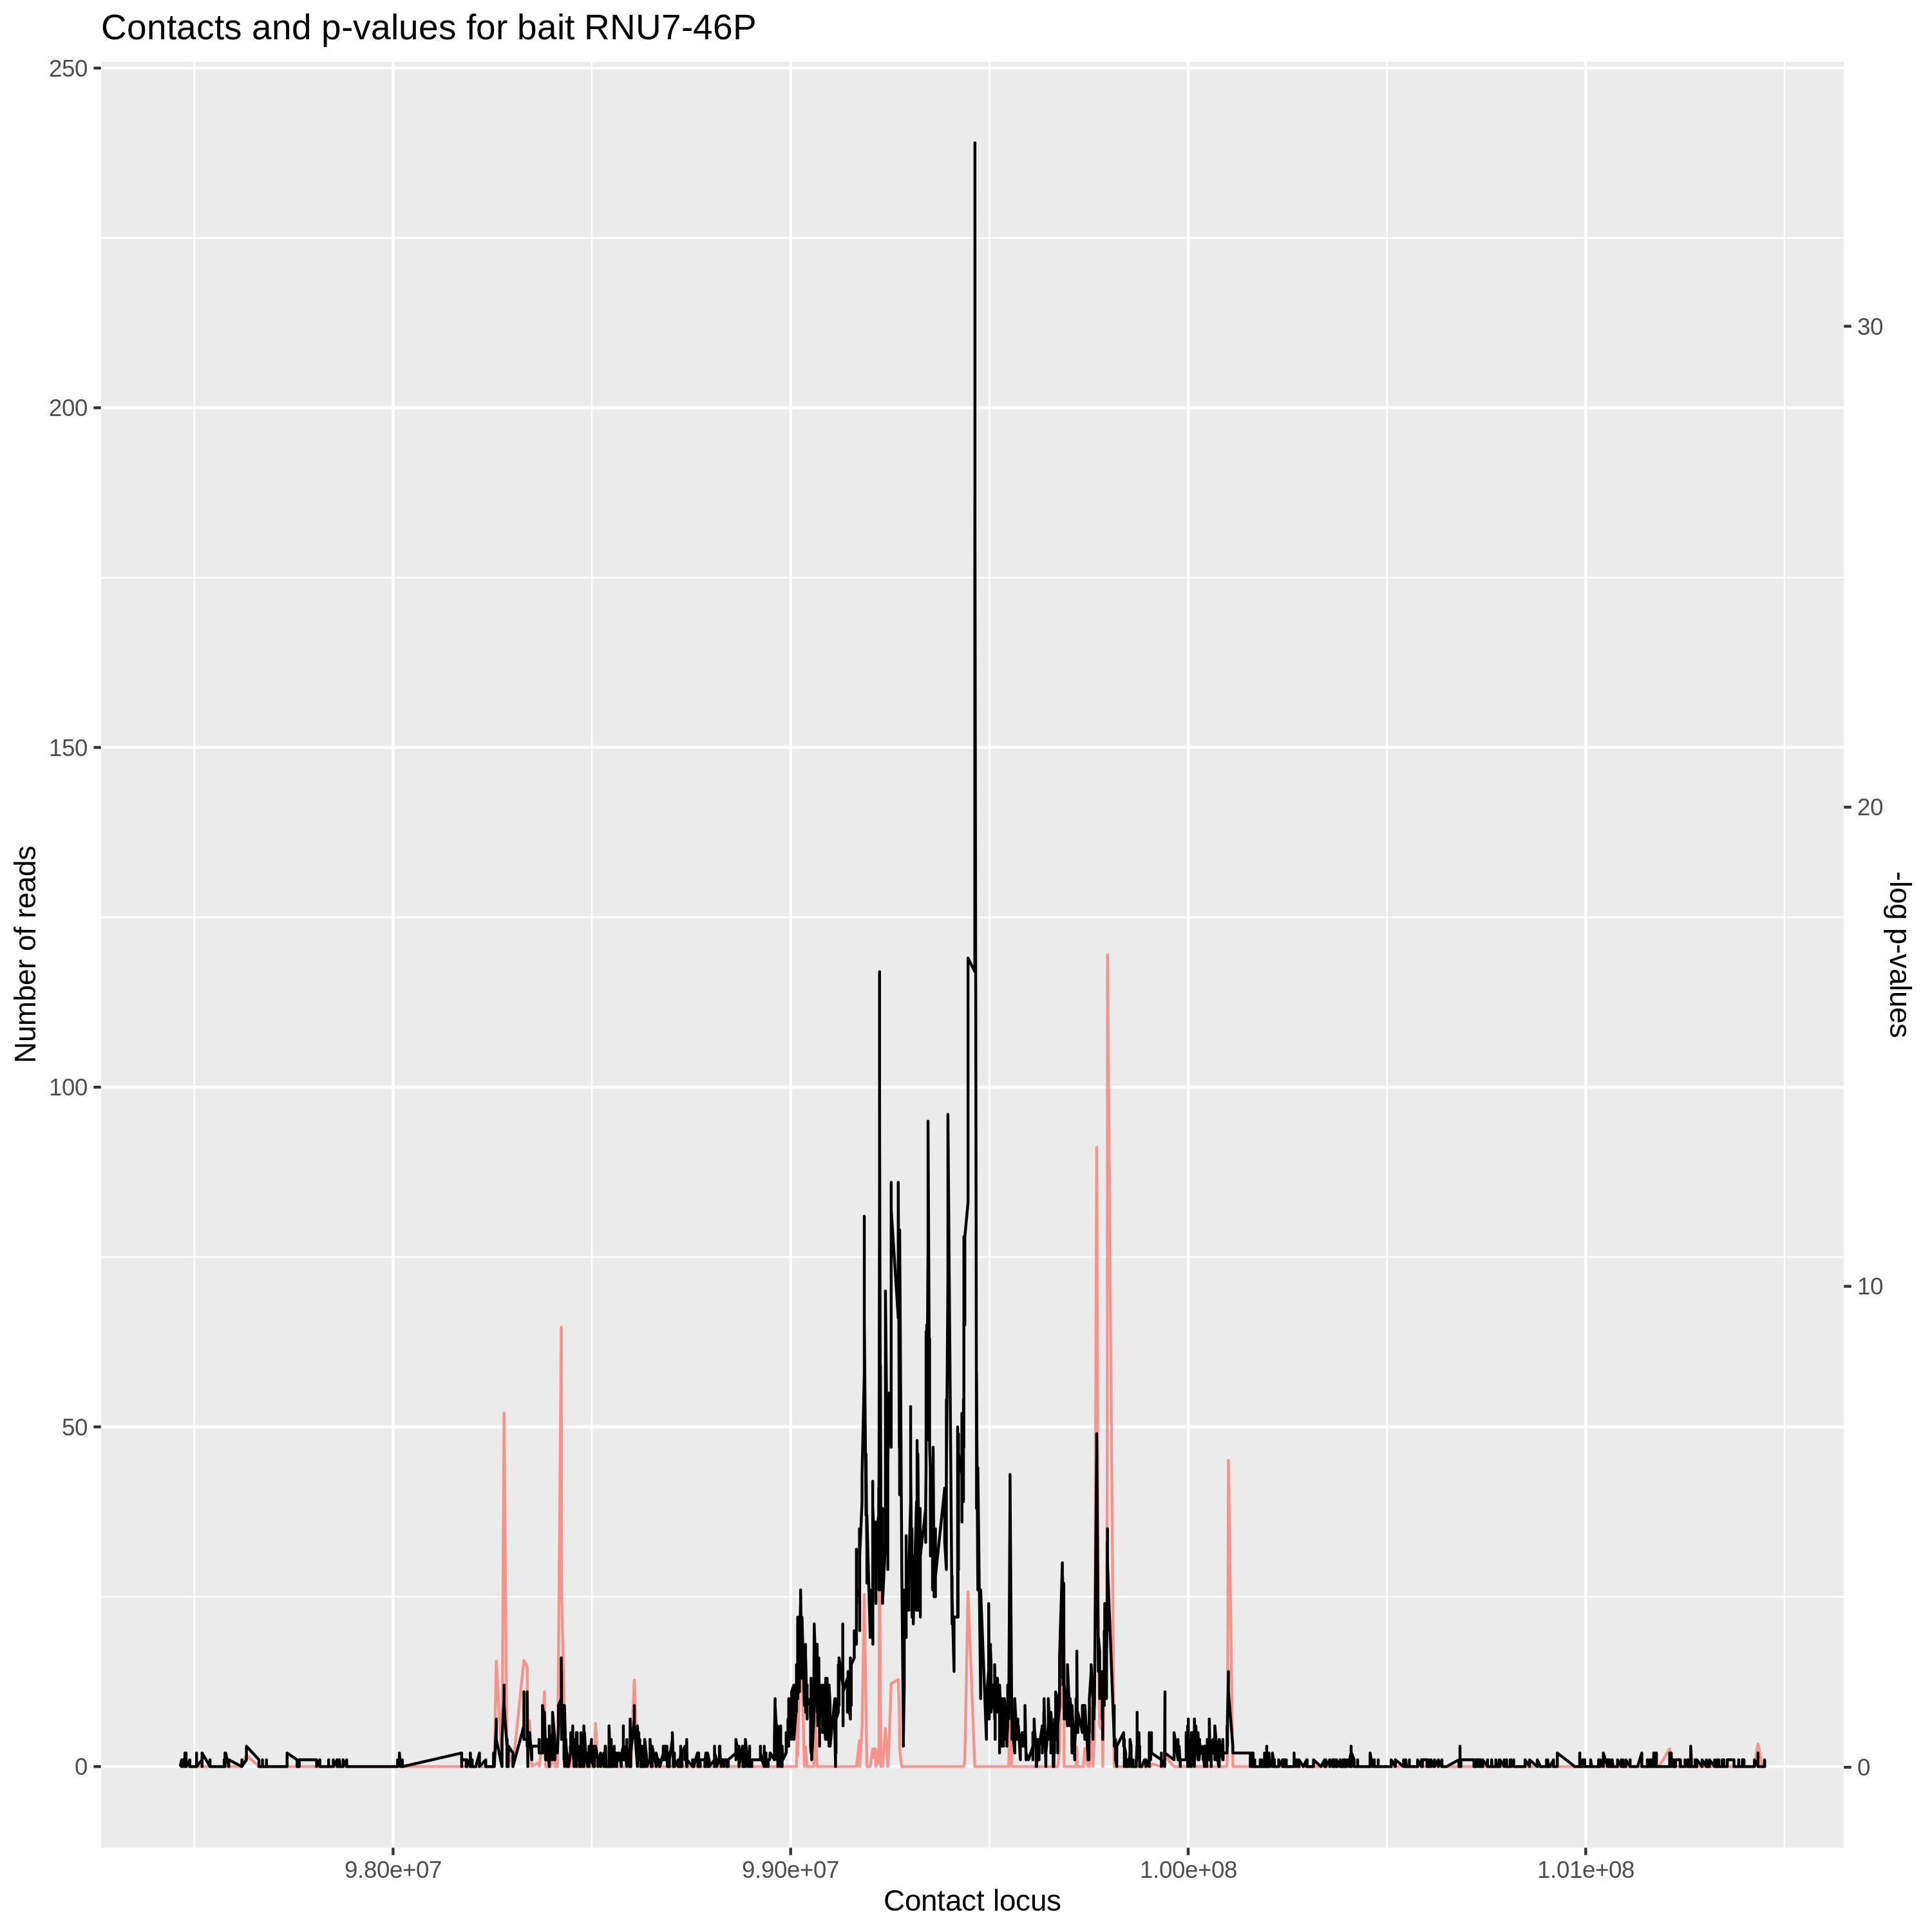 Contacts and p-values for bait RNU7-46P
250
200
150
100
50
0
Number of reads
30
20
10
0
-log p-values
9.80e+07
9.90e+07
1.00e+08
1.01e+08
Contact locus